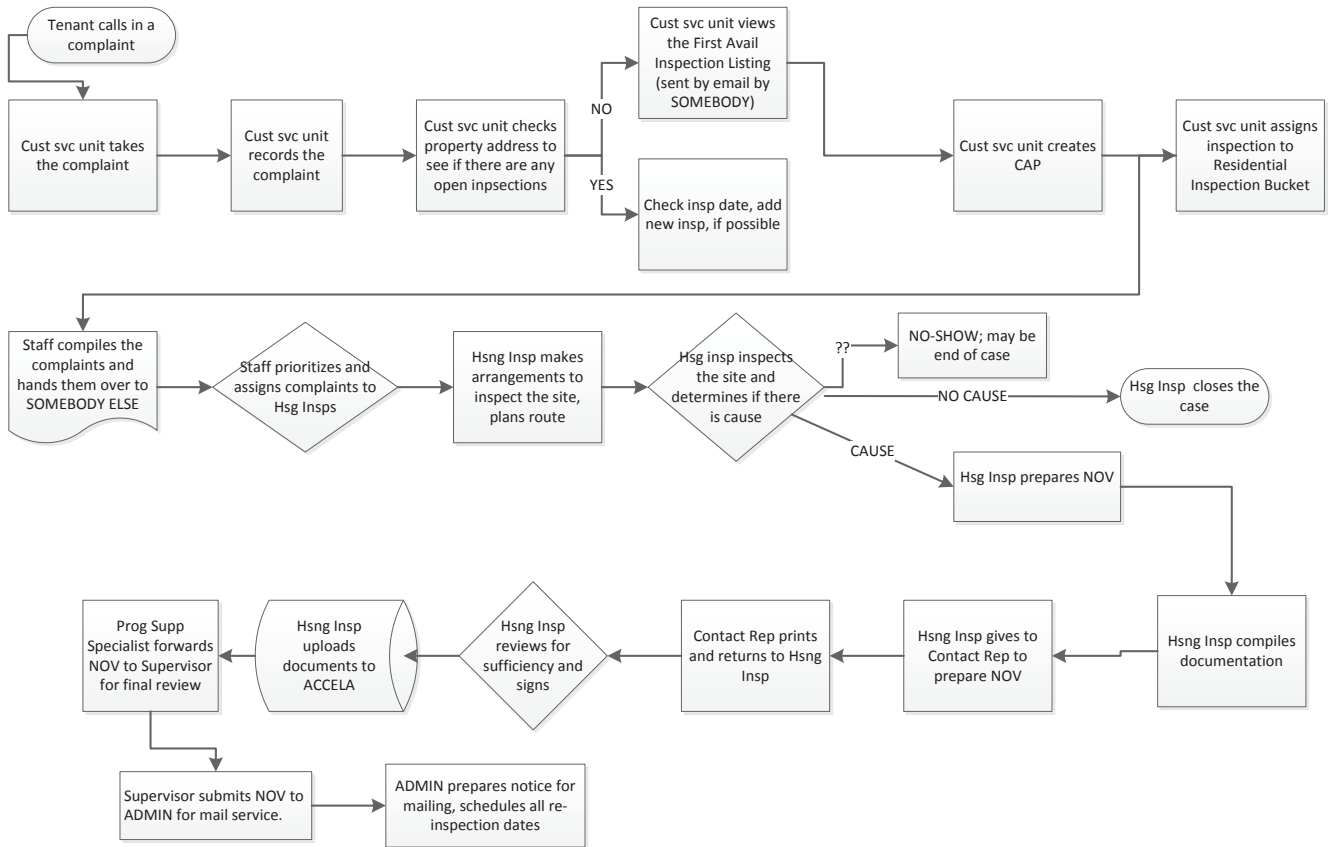 Tenant calls in a
complaint
Cust svc unit takes
the complaint
Cust svc unit
records the
complaint
Cust svc unit checks
property address to
see if there are any
open inpsections
NO
YES
Cust svc unit views
the First Avail
Inspection Listing
(sent by email by
SOMEBODY)
Check insp date, add
new insp, if possible
Cust svc unit creates
CAP
Cust svc unit assigns
inspection to
Residential
Inspection Bucket
Staff compiles the
complaints and
hands them over to
SOMEBODY ELSE
Staff prioritizes and
assigns complaints to
Hsg Insps
Hsng Insp makes
arrangements to
inspect the site,
plans route
Hsg insp inspects
the site and
determines if there
is cause
??
NO-SHOW; may be
end of case
NO CAUSE
Hsg Insp  closes the
case
CAUSE
Hsg Insp prepares NOV
Hsng Insp compiles
documentation
Hsng Insp gives to
Contact Rep to
prepare NOV
Contact Rep prints
and returns to Hsng
Insp
Hsng Insp
reviews for
sufficiency and
signs
Hsng Insp
uploads
documents to
ACCELA
Prog Supp
Specialist forwards
NOV to Supervisor
for final review
Supervisor submits NOV to
ADMIN for mail service.
ADMIN prepares notice for
mailing, schedules all re-
inspection dates